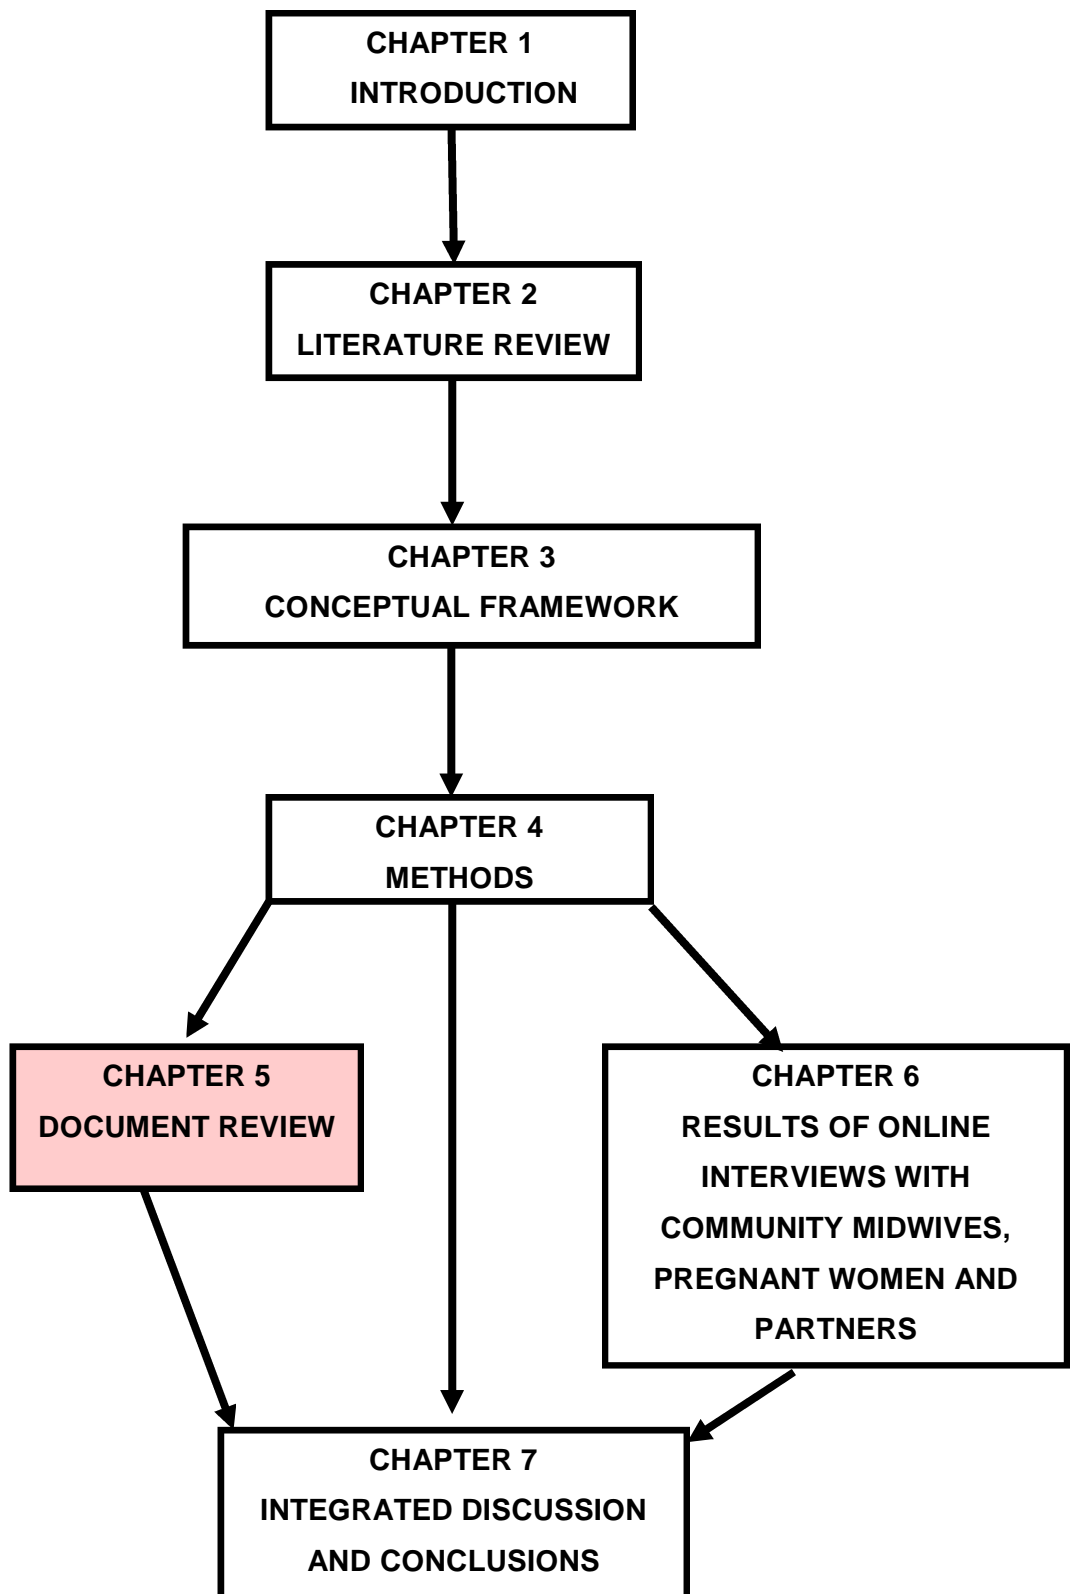 CHAPTER 1
INTRODUCTION
CHAPTER 2
LITERATURE REVIEW
CHAPTER 3
CONCEPTUAL FRAMEWORK
CHAPTER 4
METHODS
CHAPTER 5
DOCUMENT REVIEW
CHAPTER 6
RESULTS OF ONLINE
INTERVIEWS WITH
COMMUNITY MIDWIVES,
PREGNANT WOMEN AND
PARTNERS
CHAPTER 7
INTEGRATED DISCUSSION
AND CONCLUSIONS